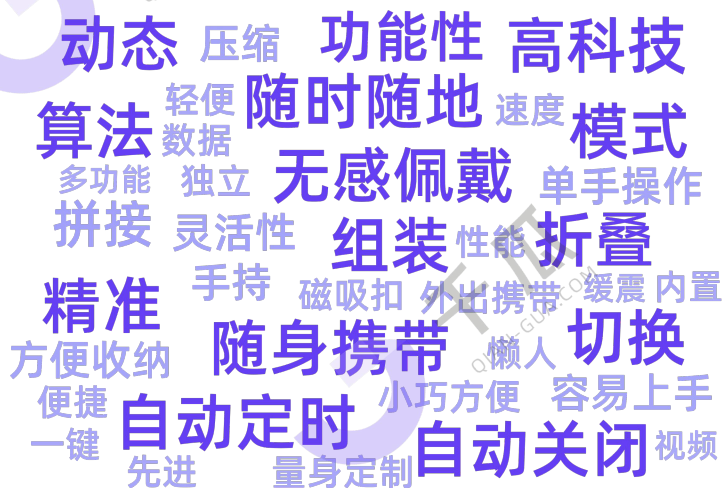 动态 压缩 功能性 高科技
轻便 随时随地 速度
算法 数据 模式
多功能 独立 无感佩戴 单手操作
拼接 灵活性 组装 性能 折叠
手持 磁吸扣 外出携带 缓震 内置
精准 随身携带 懒人 切换
方便收纳
便捷 自动定时 小巧方便 容易上手
一键 自动关闭 视频
先进 量身定制
千瓜
QIAN-GUA.COM